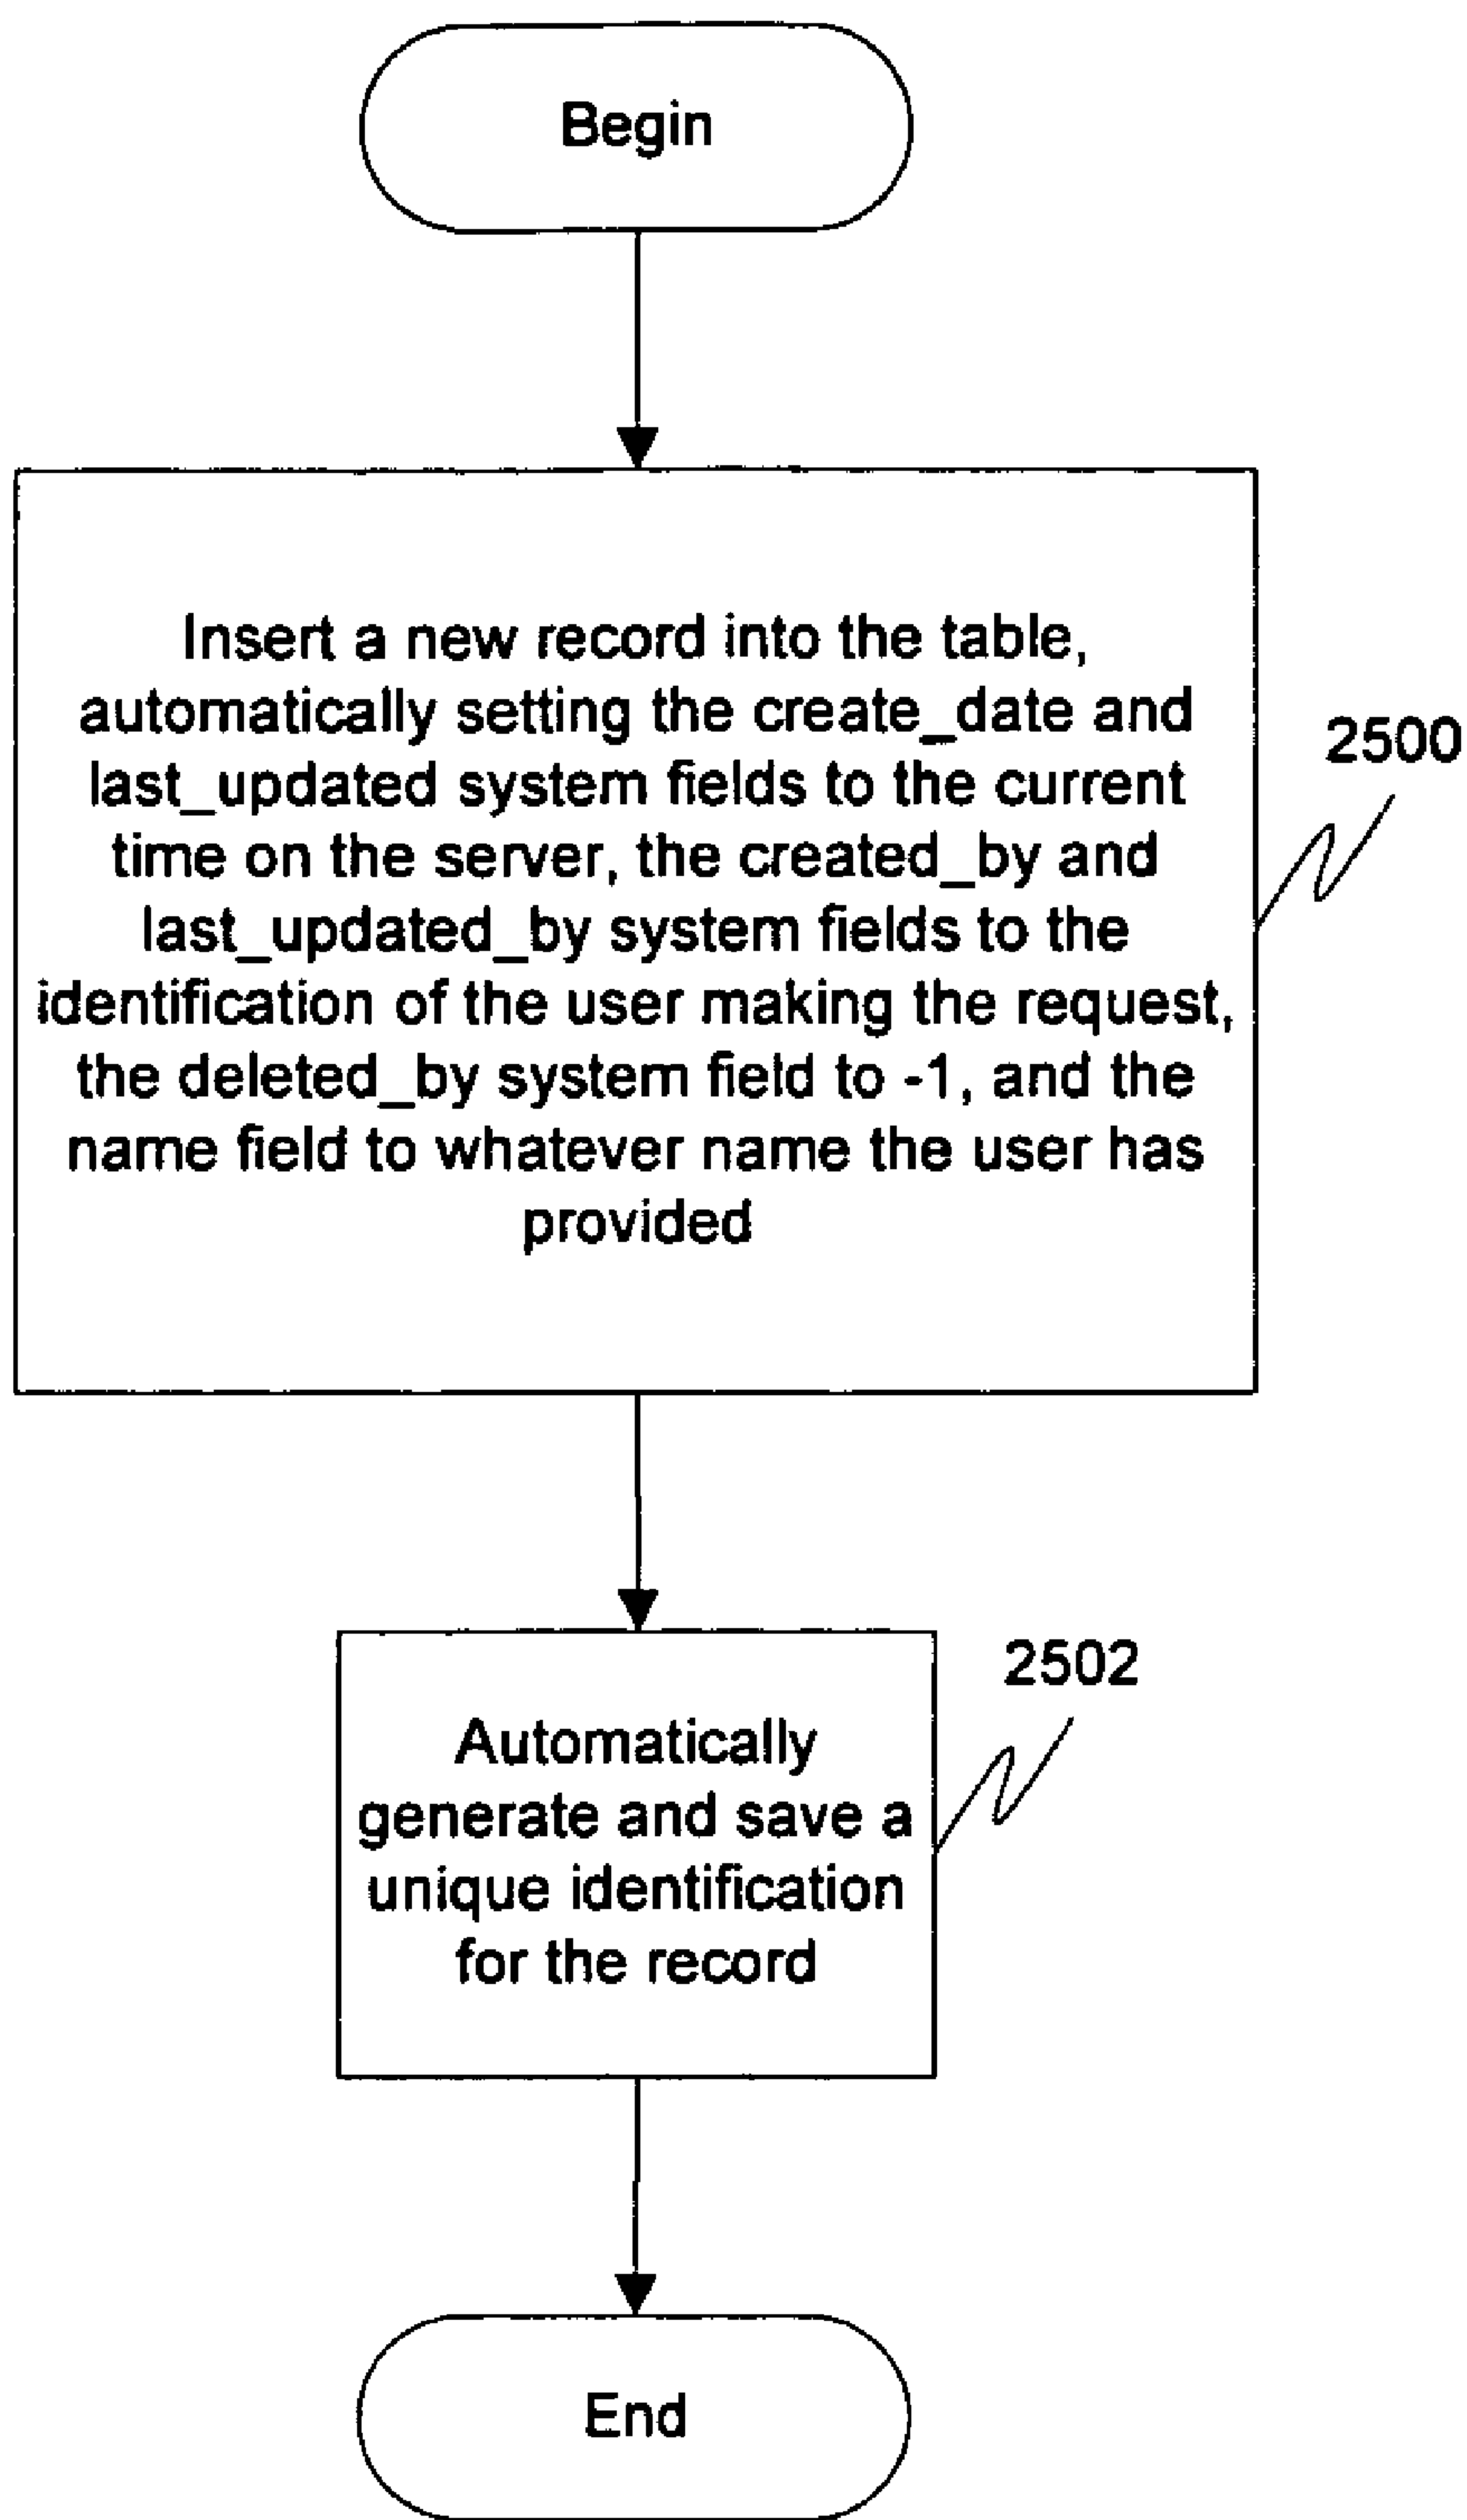 Begin
Insert a new record into the table,
automatically setting the create_date and
last_updated system fields to the current
time on the server, the created_by and
last_updated_by system fields to the
identification of the user making the request,
the deleted_by system field to -1, and the
name field to whatever name the user has
provided
2500
2502
Automatically
generate and save a
unique identification
for the record
End